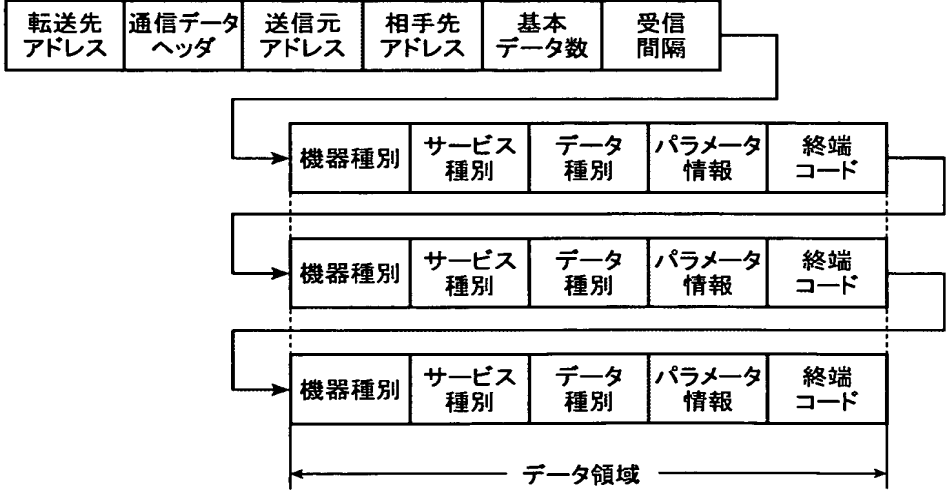 転送先
アドレス
通信データ
ヘッダ
送信元
アドレス
相手先
アドレス
基本
データ数
受信
間隔
機器種別
サービス
種別
データ
種別
パラメータ
情報
終端
コード
機器種別
サービス
種別
データ
種別
パラメータ
情報
終端
コード
機器種別
サービス
種別
データ
種別
パラメータ
情報
終端
コード
データ領域